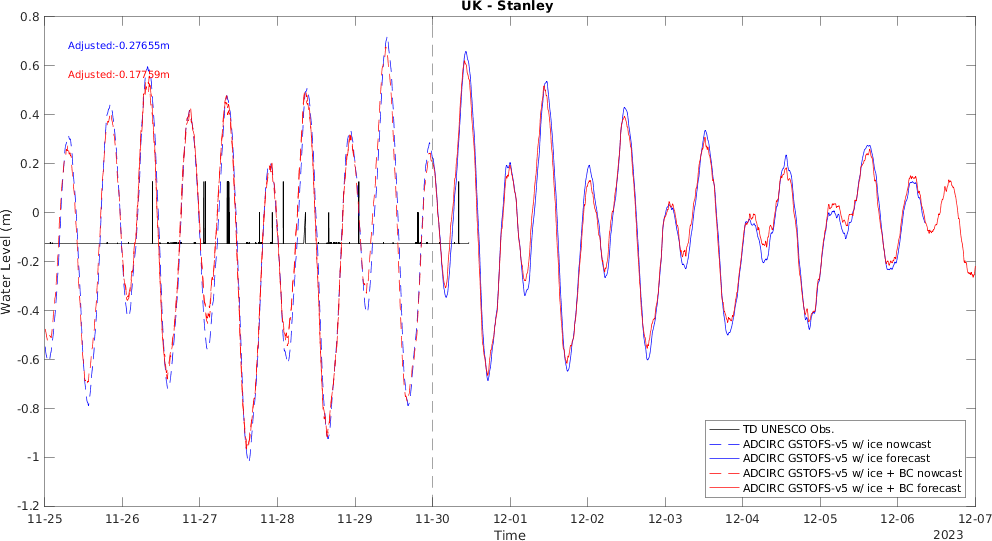 UK - Stanley
0.8
Adjusted:-0.27655m
0.6
Adjusted:-0.17759m
0.4
0.2
0
-0.2
-0.4
-0.6
-0.8
-1
-1.2
Water Level (m)
TD UNESCO Obs.
ADCIRC GSTOFS-v5 w/ ice nowcast
ADCIRC GSTOFS-v5 w/ ice forecast
ADCIRC GSTOFS-v5 w/ ice + BC nowcast
ADCIRC GSTOFS-v5 w/ ice + BC forecast
11-25 11-26 11-27 11-28 11-29 11-30 12-01 12-02 12-03 12-04 12-05 12-06 12-07
Time
2023